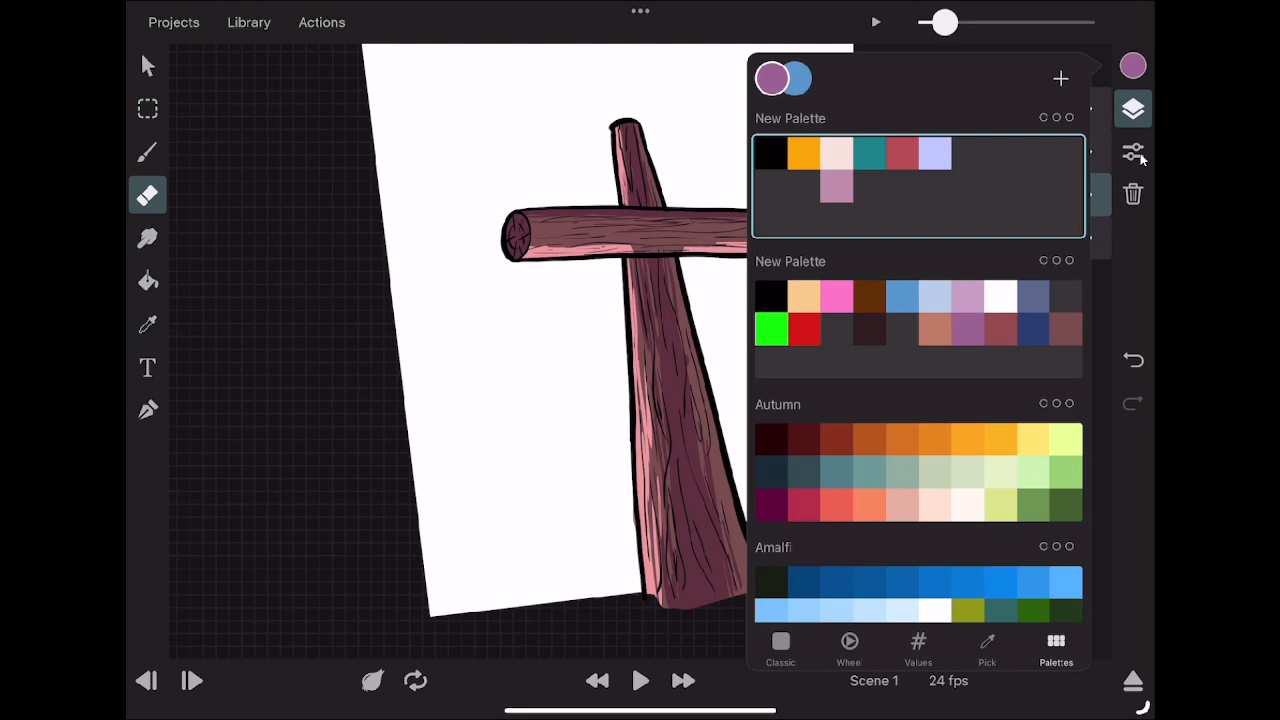 Projects Library Actions
New Palette
New Palette
Autumn
Amalfi
T
#
Classic Wheel Values Pick Palettes
Scene 1 24 fps